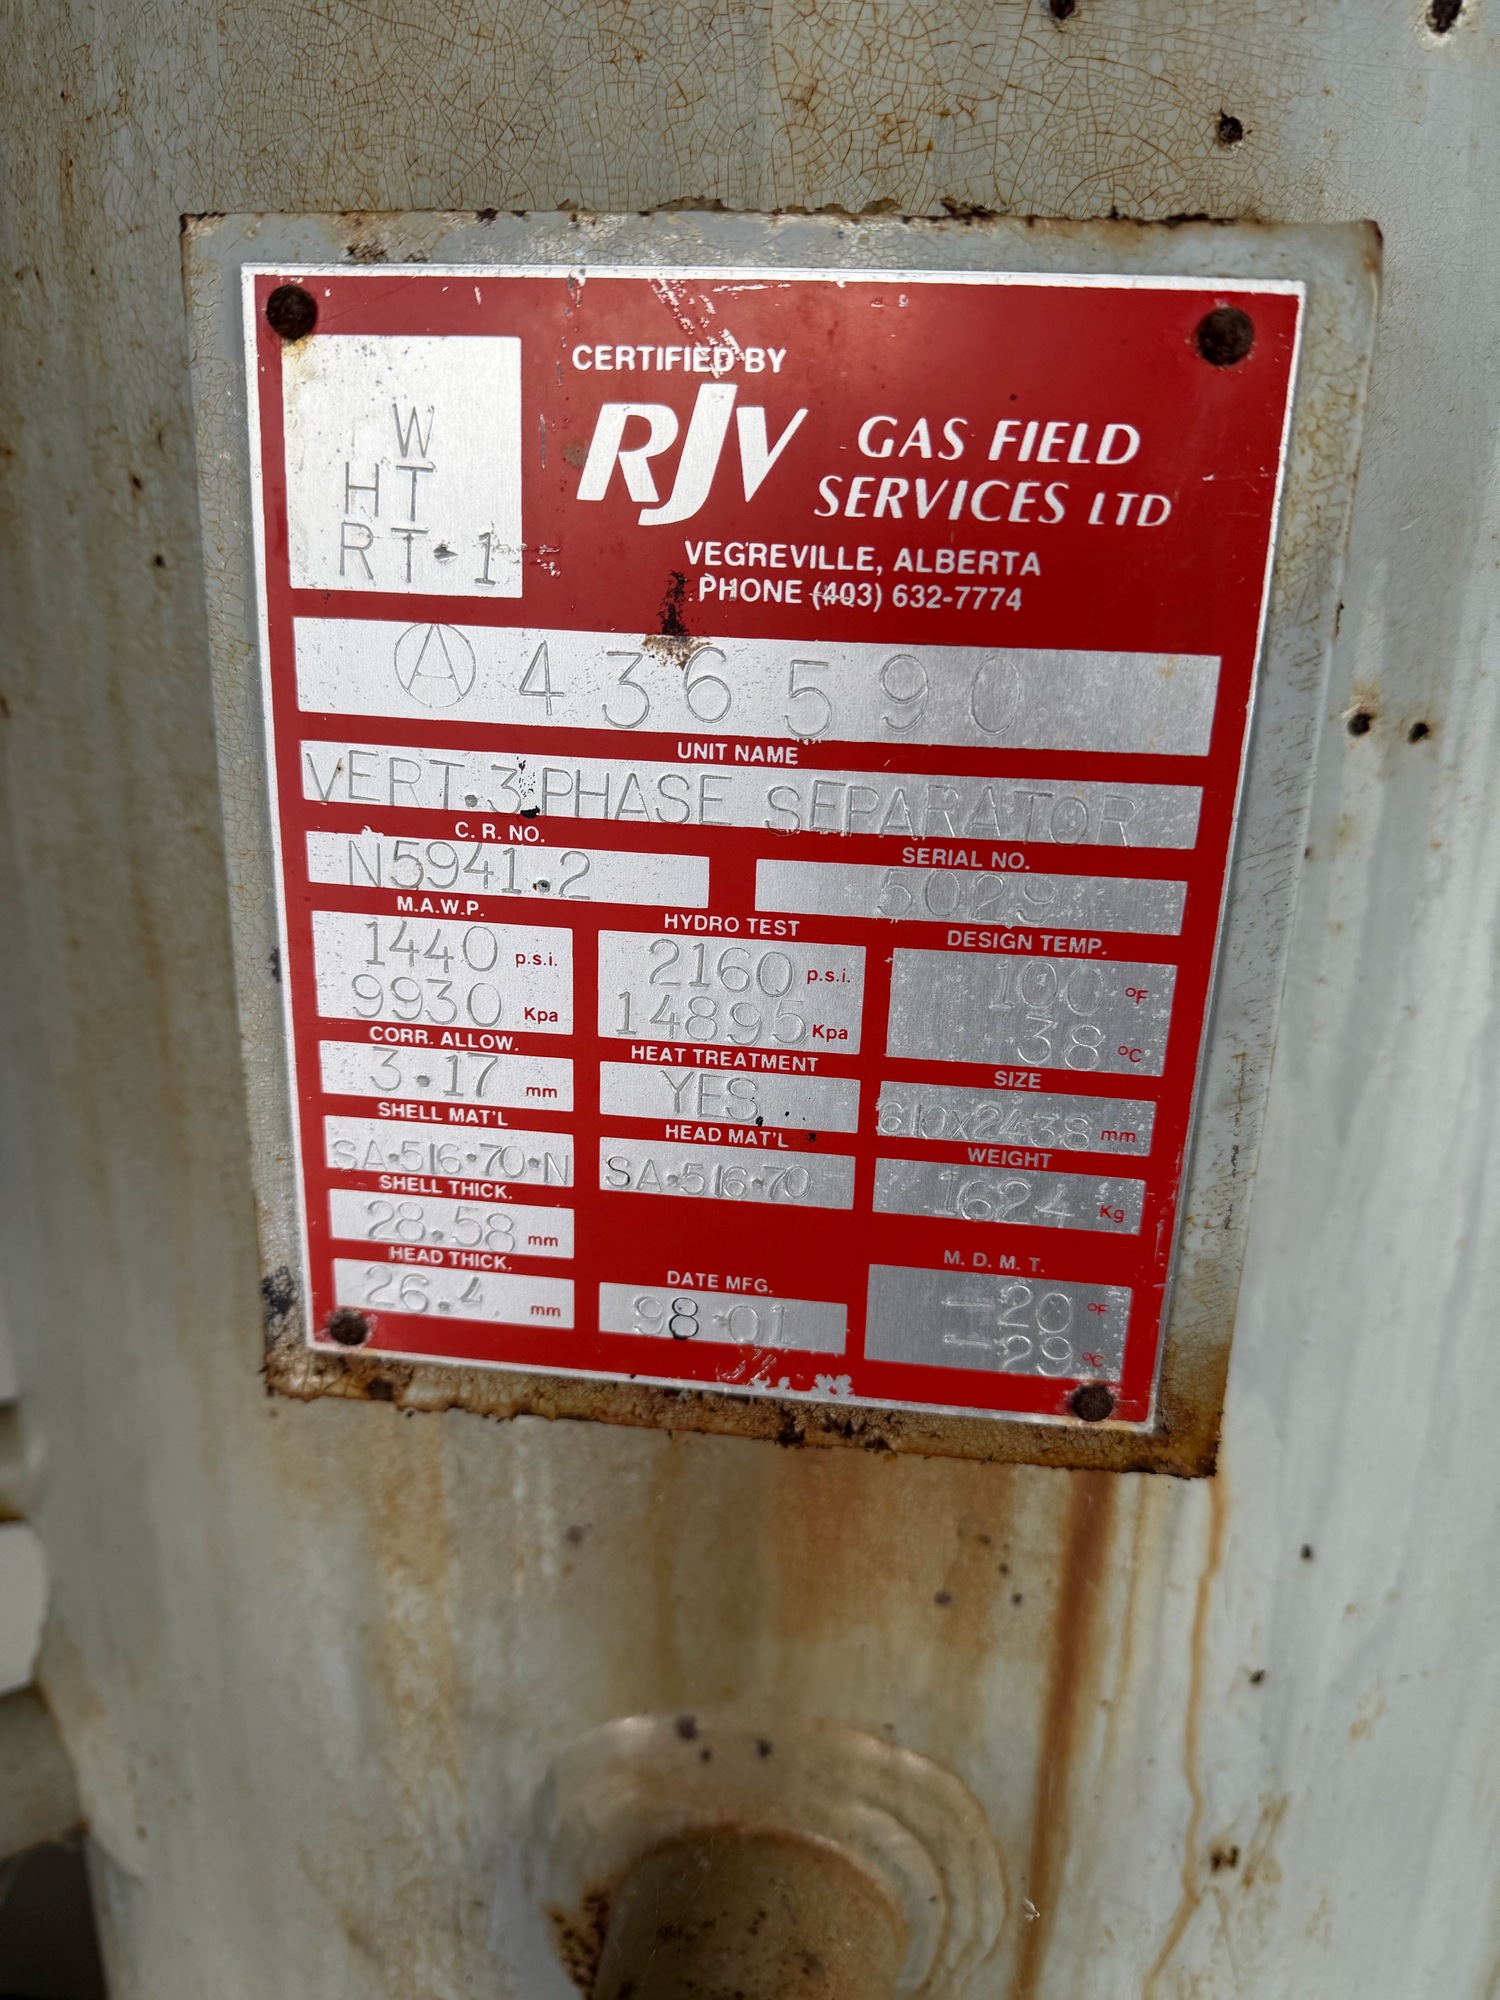 W
HT
RT·1
CERTIFIED BY
RJV GAS FIELD
SERVICES LTD
VEGREVILLE, ALBERTA
PHONE (403) 632-7774
Ⓐ 436590
UNIT NAME
VERT. 3 PHASE SEPARATOR
C. R. NO.
N5941.2
SERIAL NO.
5029
M.A.W.P.
1440 p.s.i.
9930 Kpa
HYDRO TEST
2160 p.s.i.
14895 Kpa
DESIGN TEMP.
100 °F
38 °C
CORR. ALLOW.
3.17 mm
HEAT TREATMENT
YES
SIZE
610X2438 mm
SHELL MAT'L
SA·516·70·N
HEAD MAT'L
SA·516·70
WEIGHT
1624 Kg
SHELL THICK.
28.58 mm
HEAD THICK.
26.4 mm
DATE MFG.
98·01
M. D. M. T.
-20 °F
-29 °C